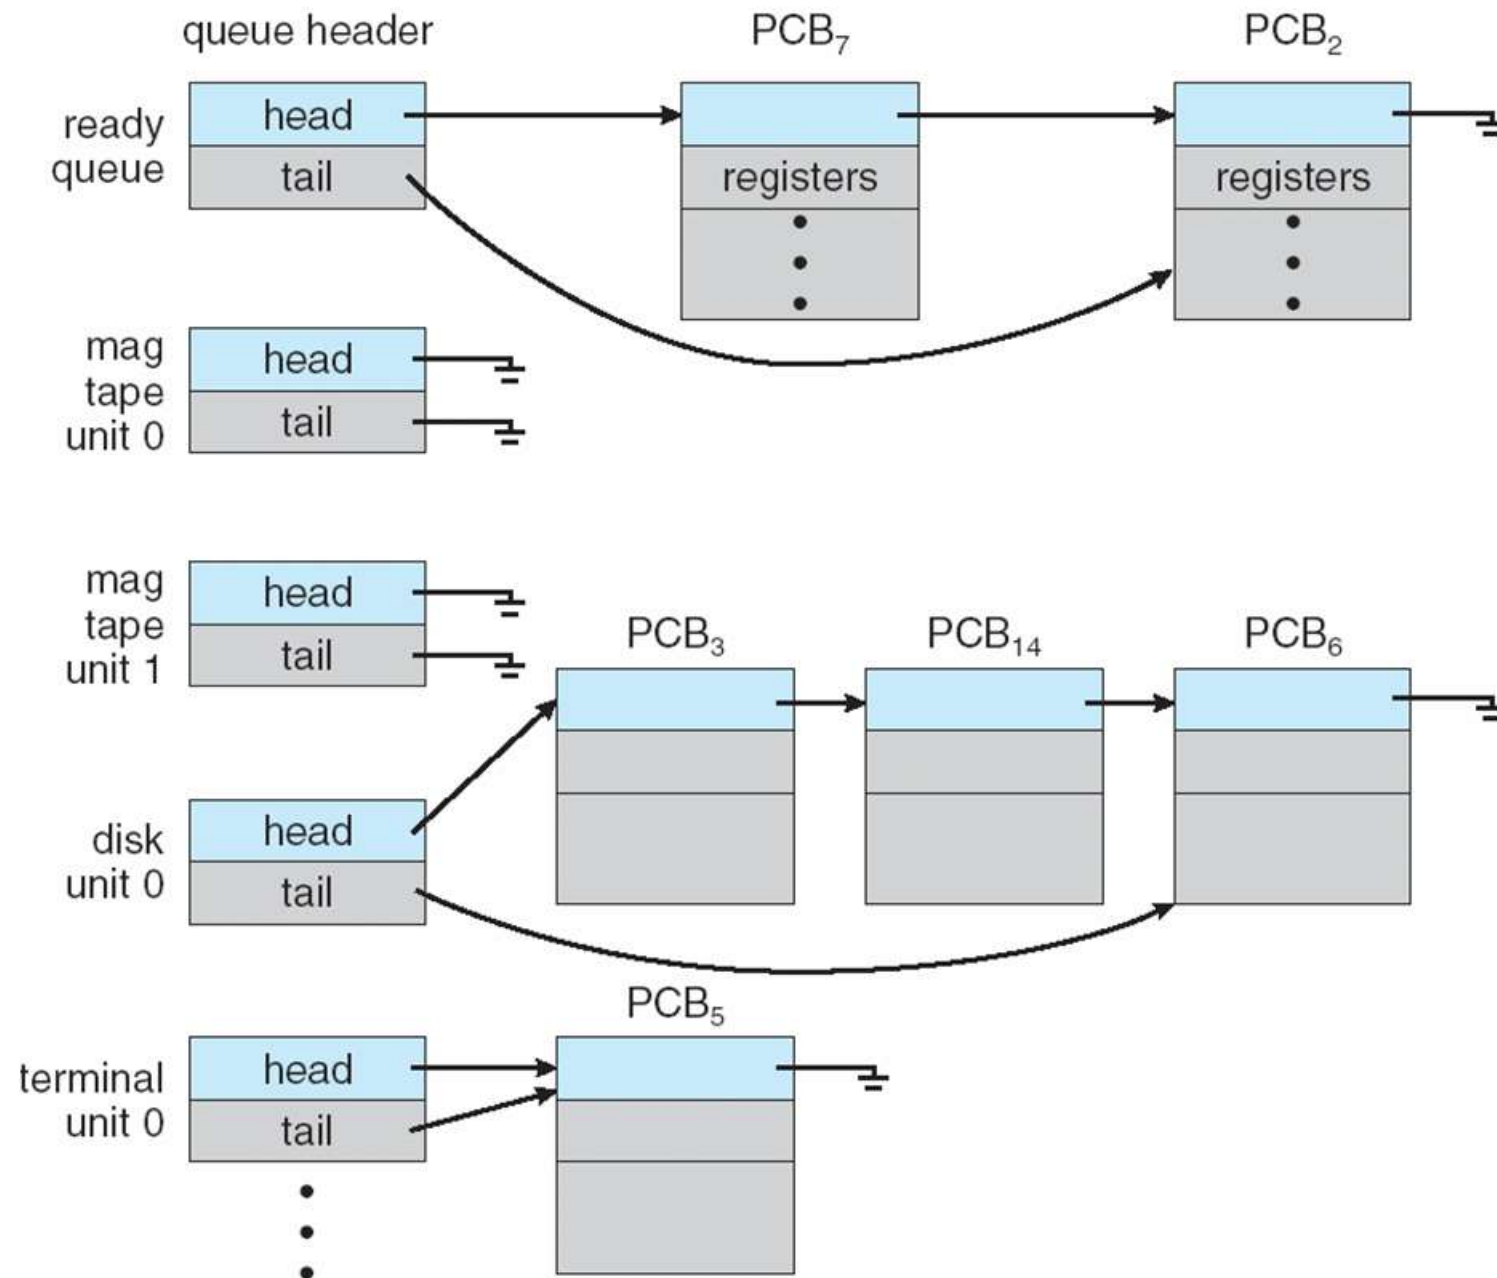 queue header
PCB₇
PCB₂
ready
queue
head
tail
registers
registers
mag
tape
unit 0
head
tail
mag
tape
unit 1
head
tail
PCB₃
PCB₁₄
PCB₆
disk
unit 0
head
tail
PCB₅
terminal
unit 0
head
tail